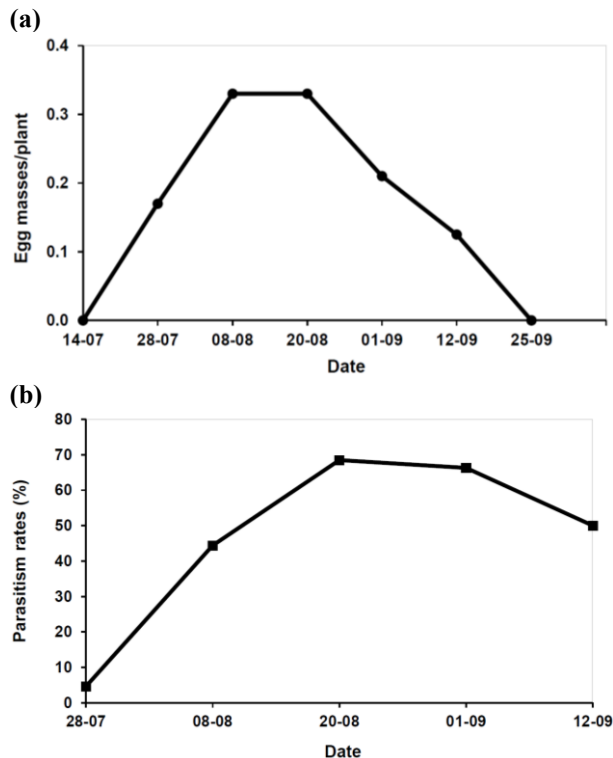 (a)
Egg masses/plant
0.4
0.3
0.2
0.1
0.0
14-07 28-07 08-08 20-08 01-09 12-09 25-09
Date
(b)
Parasitism rates (%)
80
70
60
50
40
30
20
10
0
28-07 08-08 20-08 01-09 12-09
Date